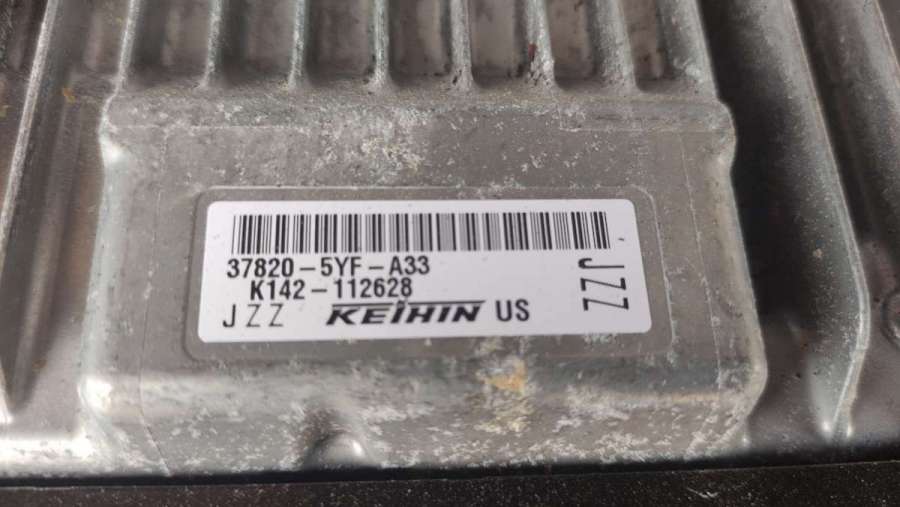 37820-5YF-A33
K142-112628
JZZ KEIHIN US
JZZ